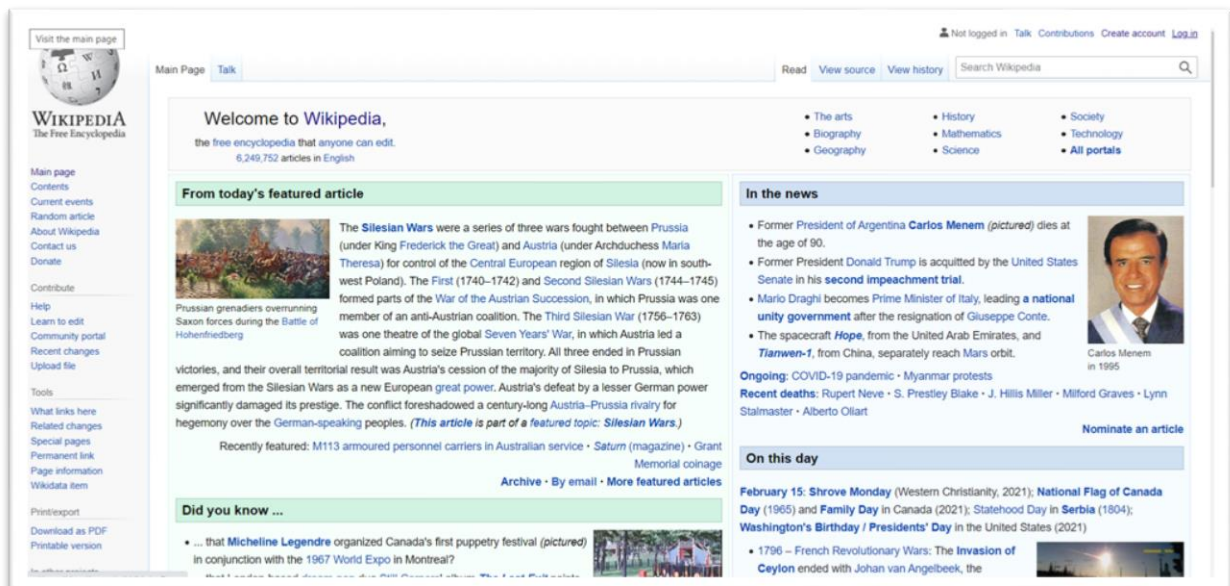 Visit the main page
WIKIPEDIA
The Free Encyclopedia
Main page
Contents
Current events
Random article
About Wikipedia
Contact us
Donate
Contribute
Help
Learn to edit
Community portal
Recent changes
Upload file
Tools
What links here
Related changes
Special pages
Permanent link
Page information
Wikidata item
Print/export
Download as PDF
Printable version
Not logged in Talk Contributions Create account Log in
Main Page Talk
Read View source View history Search Wikipedia
Welcome to Wikipedia,
the free encyclopedia that anyone can edit.
6,249,752 articles in English
• The arts
• Biography
• Geography
• History
• Mathematics
• Science
• Society
• Technology
• All portals
From today's featured article
Prussian grenadiers overrunning
Saxon forces during the Battle of
Hohenfriedberg
The Silesian Wars were a series of three wars fought between Prussia
(under King Frederick the Great) and Austria (under Archduchess Maria
Theresa) for control of the Central European region of Silesia (now in south-
west Poland). The First (1740–1742) and Second Silesian Wars (1744–1745)
formed parts of the War of the Austrian Succession, in which Prussia was one
member of an anti-Austrian coalition. The Third Silesian War (1756–1763)
was one theatre of the global Seven Years' War, in which Austria led a
coalition aiming to seize Prussian territory. All three ended in Prussian
victories, and their overall territorial result was Austria's cession of the majority of Silesia to Prussia, which
emerged from the Silesian Wars as a new European great power. Austria's defeat by a lesser German power
significantly damaged its prestige. The conflict foreshadowed a century-long Austria–Prussia rivalry for
hegemony over the German-speaking peoples. (This article is part of a featured topic: Silesian Wars.)
Recently featured: M113 armoured personnel carriers in Australian service · Saturn (magazine) · Grant
Memorial coinage
Archive · By email · More featured articles
Did you know ...
• ... that Micheline Legendre organized Canada's first puppetry festival (pictured)
in conjunction with the 1967 World Expo in Montreal?
In the news
• Former President of Argentina Carlos Menem (pictured) dies at
the age of 90.
• Former President Donald Trump is acquitted by the United States
Senate in his second impeachment trial.
• Mario Draghi becomes Prime Minister of Italy, leading a national
unity government after the resignation of Giuseppe Conte.
• The spacecraft Hope, from the United Arab Emirates, and
Tianwen-1, from China, separately reach Mars orbit.
Carlos Menem
in 1995
Ongoing: COVID-19 pandemic · Myanmar protests
Recent deaths: Rupert Neve · S. Prestley Blake · J. Hillis Miller · Milford Graves · Lynn
Stalmaster · Alberto Oliart
Nominate an article
On this day
February 15: Shrove Monday (Western Christianity, 2021); National Flag of Canada
Day (1965) and Family Day in Canada (2021); Statehood Day in Serbia (1804);
Washington's Birthday / Presidents' Day in the United States (2021)
• 1796 – French Revolutionary Wars: The Invasion of
Ceylon ended with Johan van Angelbeek, the